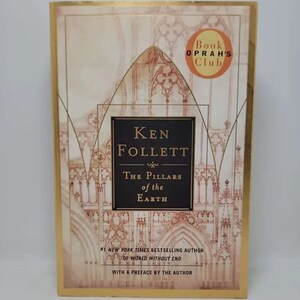 Book
OPRAH'S
Club
KEN
FOLLETT
THE PILLARS
of the
EARTH
#1 NEW YORK TIMES BESTSELLING AUTHOR
OF WORLD WITHOUT END
WITH A PREFACE BY THE AUTHOR